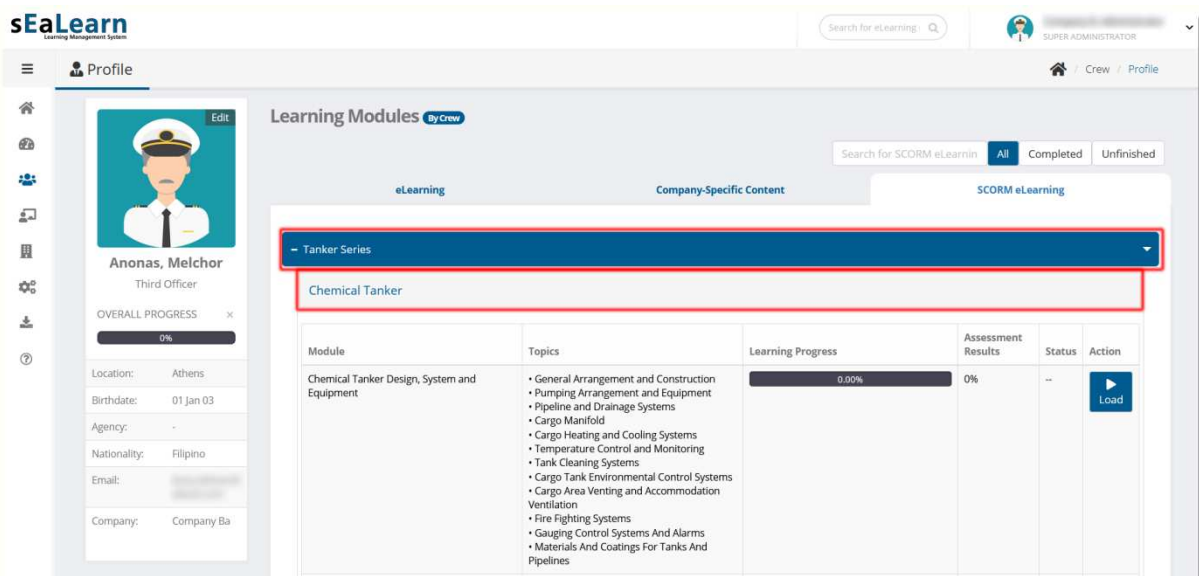 sEaLearn
Learning Management System
Search for eLearning
SUPER ADMINISTRATOR
Profile
/ Crew / Profile
Edit
Anonas, Melchor
Third Officer
OVERALL PROGRESS ×
0%
Location: Athens
Birthdate: 01 Jan 03
Agency: -
Nationality: Filipino
Email:
Company: Company Ba
Learning Modules By Crew
Search for SCORM eLearnin
All Completed Unfinished
eLearning Company-Specific Content SCORM eLearning
– Tanker Series
Chemical Tanker
Module Topics Learning Progress Assessment Results Status Action
Chemical Tanker Design, System and
Equipment
• General Arrangement and Construction
• Pumping Arrangement and Equipment
• Pipeline and Drainage Systems
• Cargo Manifold
• Cargo Heating and Cooling Systems
• Temperature Control and Monitoring
• Tank Cleaning Systems
• Cargo Tank Environmental Control Systems
• Cargo Area Venting and Accommodation
Ventilation
• Fire Fighting Systems
• Gauging Control Systems And Alarms
• Materials And Coatings For Tanks And
Pipelines
0.00%
0%
--
Load